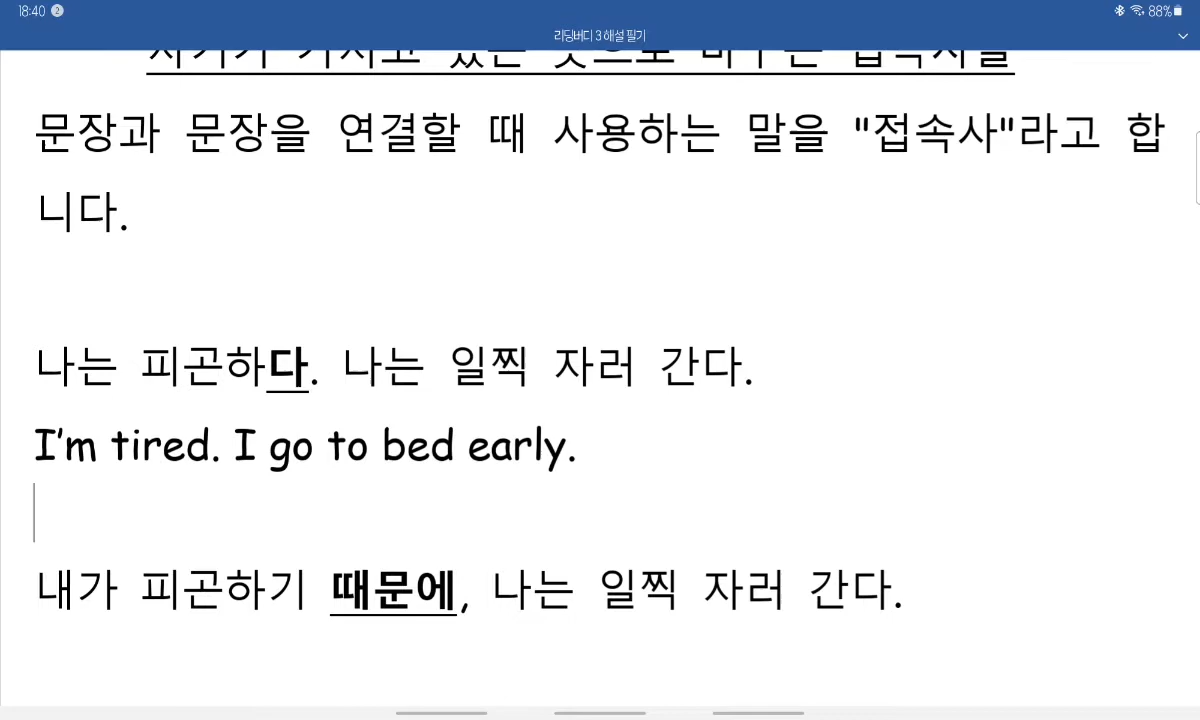 18:40 2
88%
리딩버디 3 해설 필기
문장과 문장을 연결할 때 사용하는 말을 "접속사"라고 합
니다.
나는 피곤하다. 나는 일찍 자러 간다.
I'm tired. I go to bed early.
내가 피곤하기 때문에, 나는 일찍 자러 간다.